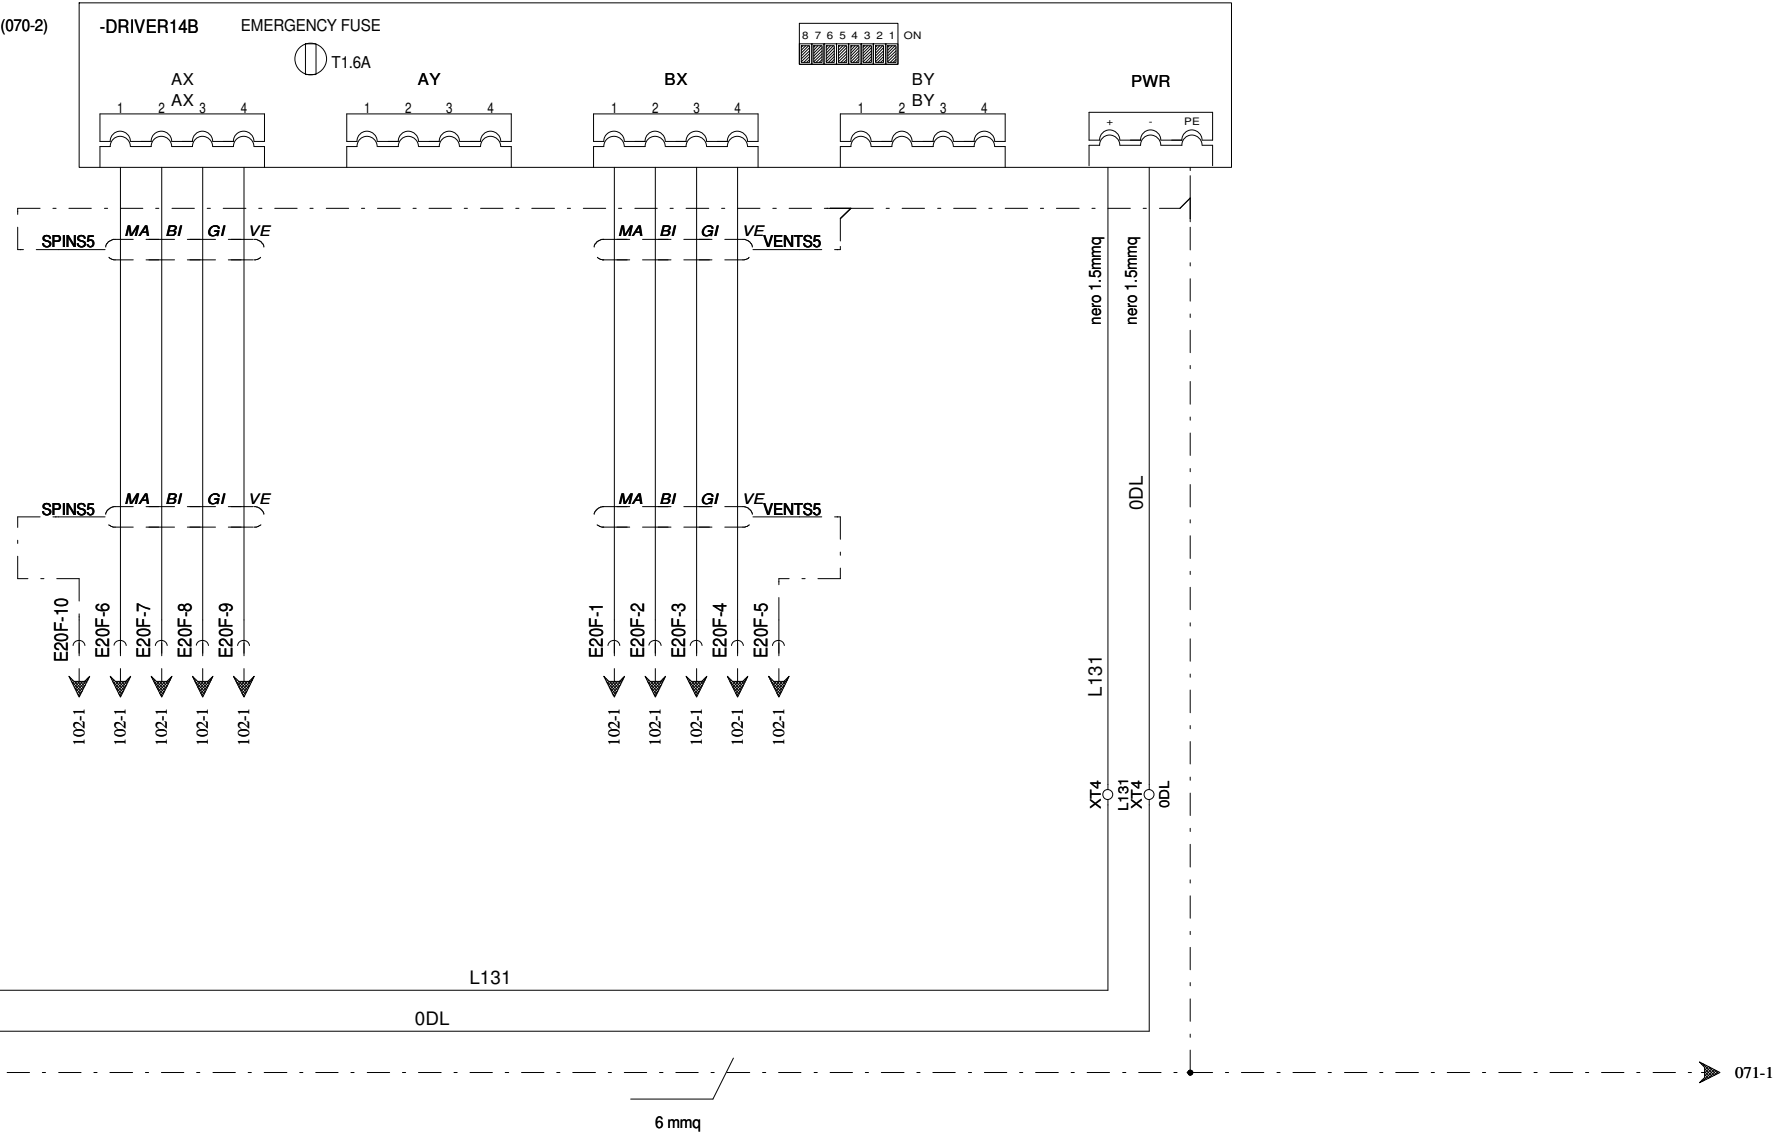 (070-2)
-DRIVER14B
EMERGENCY FUSE
T1.6A
8 7 6 5 4 3 2 1 ON
AX
AY
BX
BY
PWR
AX
BY
1 2 3 4
1 2 3 4
1 2 3 4
1 2 3 4
+ - PE
SPINS5 MA BI GI VE
MA BI GI VE VENTS5
nero 1.5mmq
nero 1.5mmq
SPINS5 MA BI GI VE
MA BI GI VE VENTS5
0DL
L131
E20F-10
E20F-6
E20F-7
E20F-8
E20F-9
E20F-1
E20F-2
E20F-3
E20F-4
E20F-5
102-1
102-1
102-1
102-1
102-1
102-1
102-1
102-1
102-1
102-1
XT4
L131
XT4
0DL
L131
0DL
071-1
6 mmq